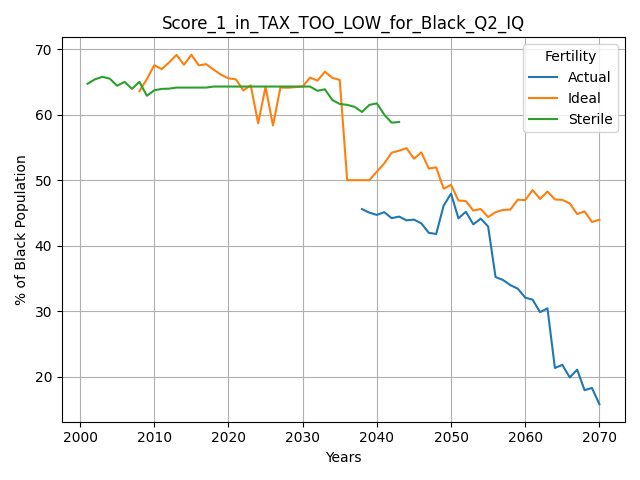 Score_1_in_TAX_TOO_LOW_for_Black_Q2_IQ
Fertility
Actual
Ideal
Sterile
% of Black Population
70
60
50
40
30
20
2000 2010 2020 2030 2040 2050 2060 2070
Years